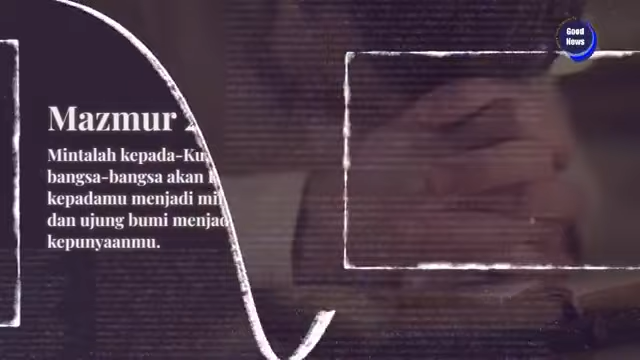 Good
News
Mazmur
Mintalah kepada-Ku
bangsa-bangsa akan
kepadamu menjadi
dan ujung bumi
kepunyaanmu.